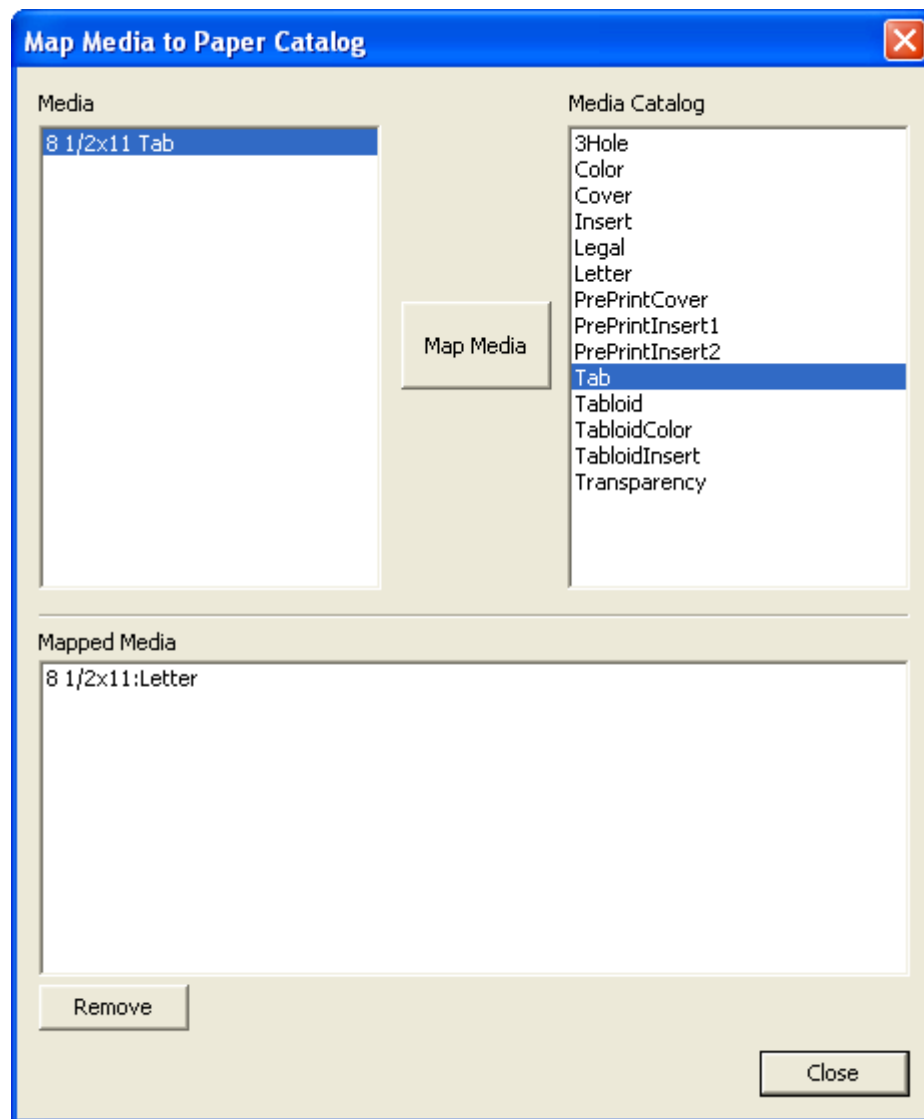 Map Media to Paper Catalog
Media
8 1/2x11 Tab
Map Media
Media Catalog
3Hole
Color
Cover
Insert
Legal
Letter
PrePrintCover
PrePrintInsert1
PrePrintInsert2
Tab
Tabloid
TabloidColor
TabloidInsert
Transparency
Mapped Media
8 1/2x11:Letter
Remove
Close